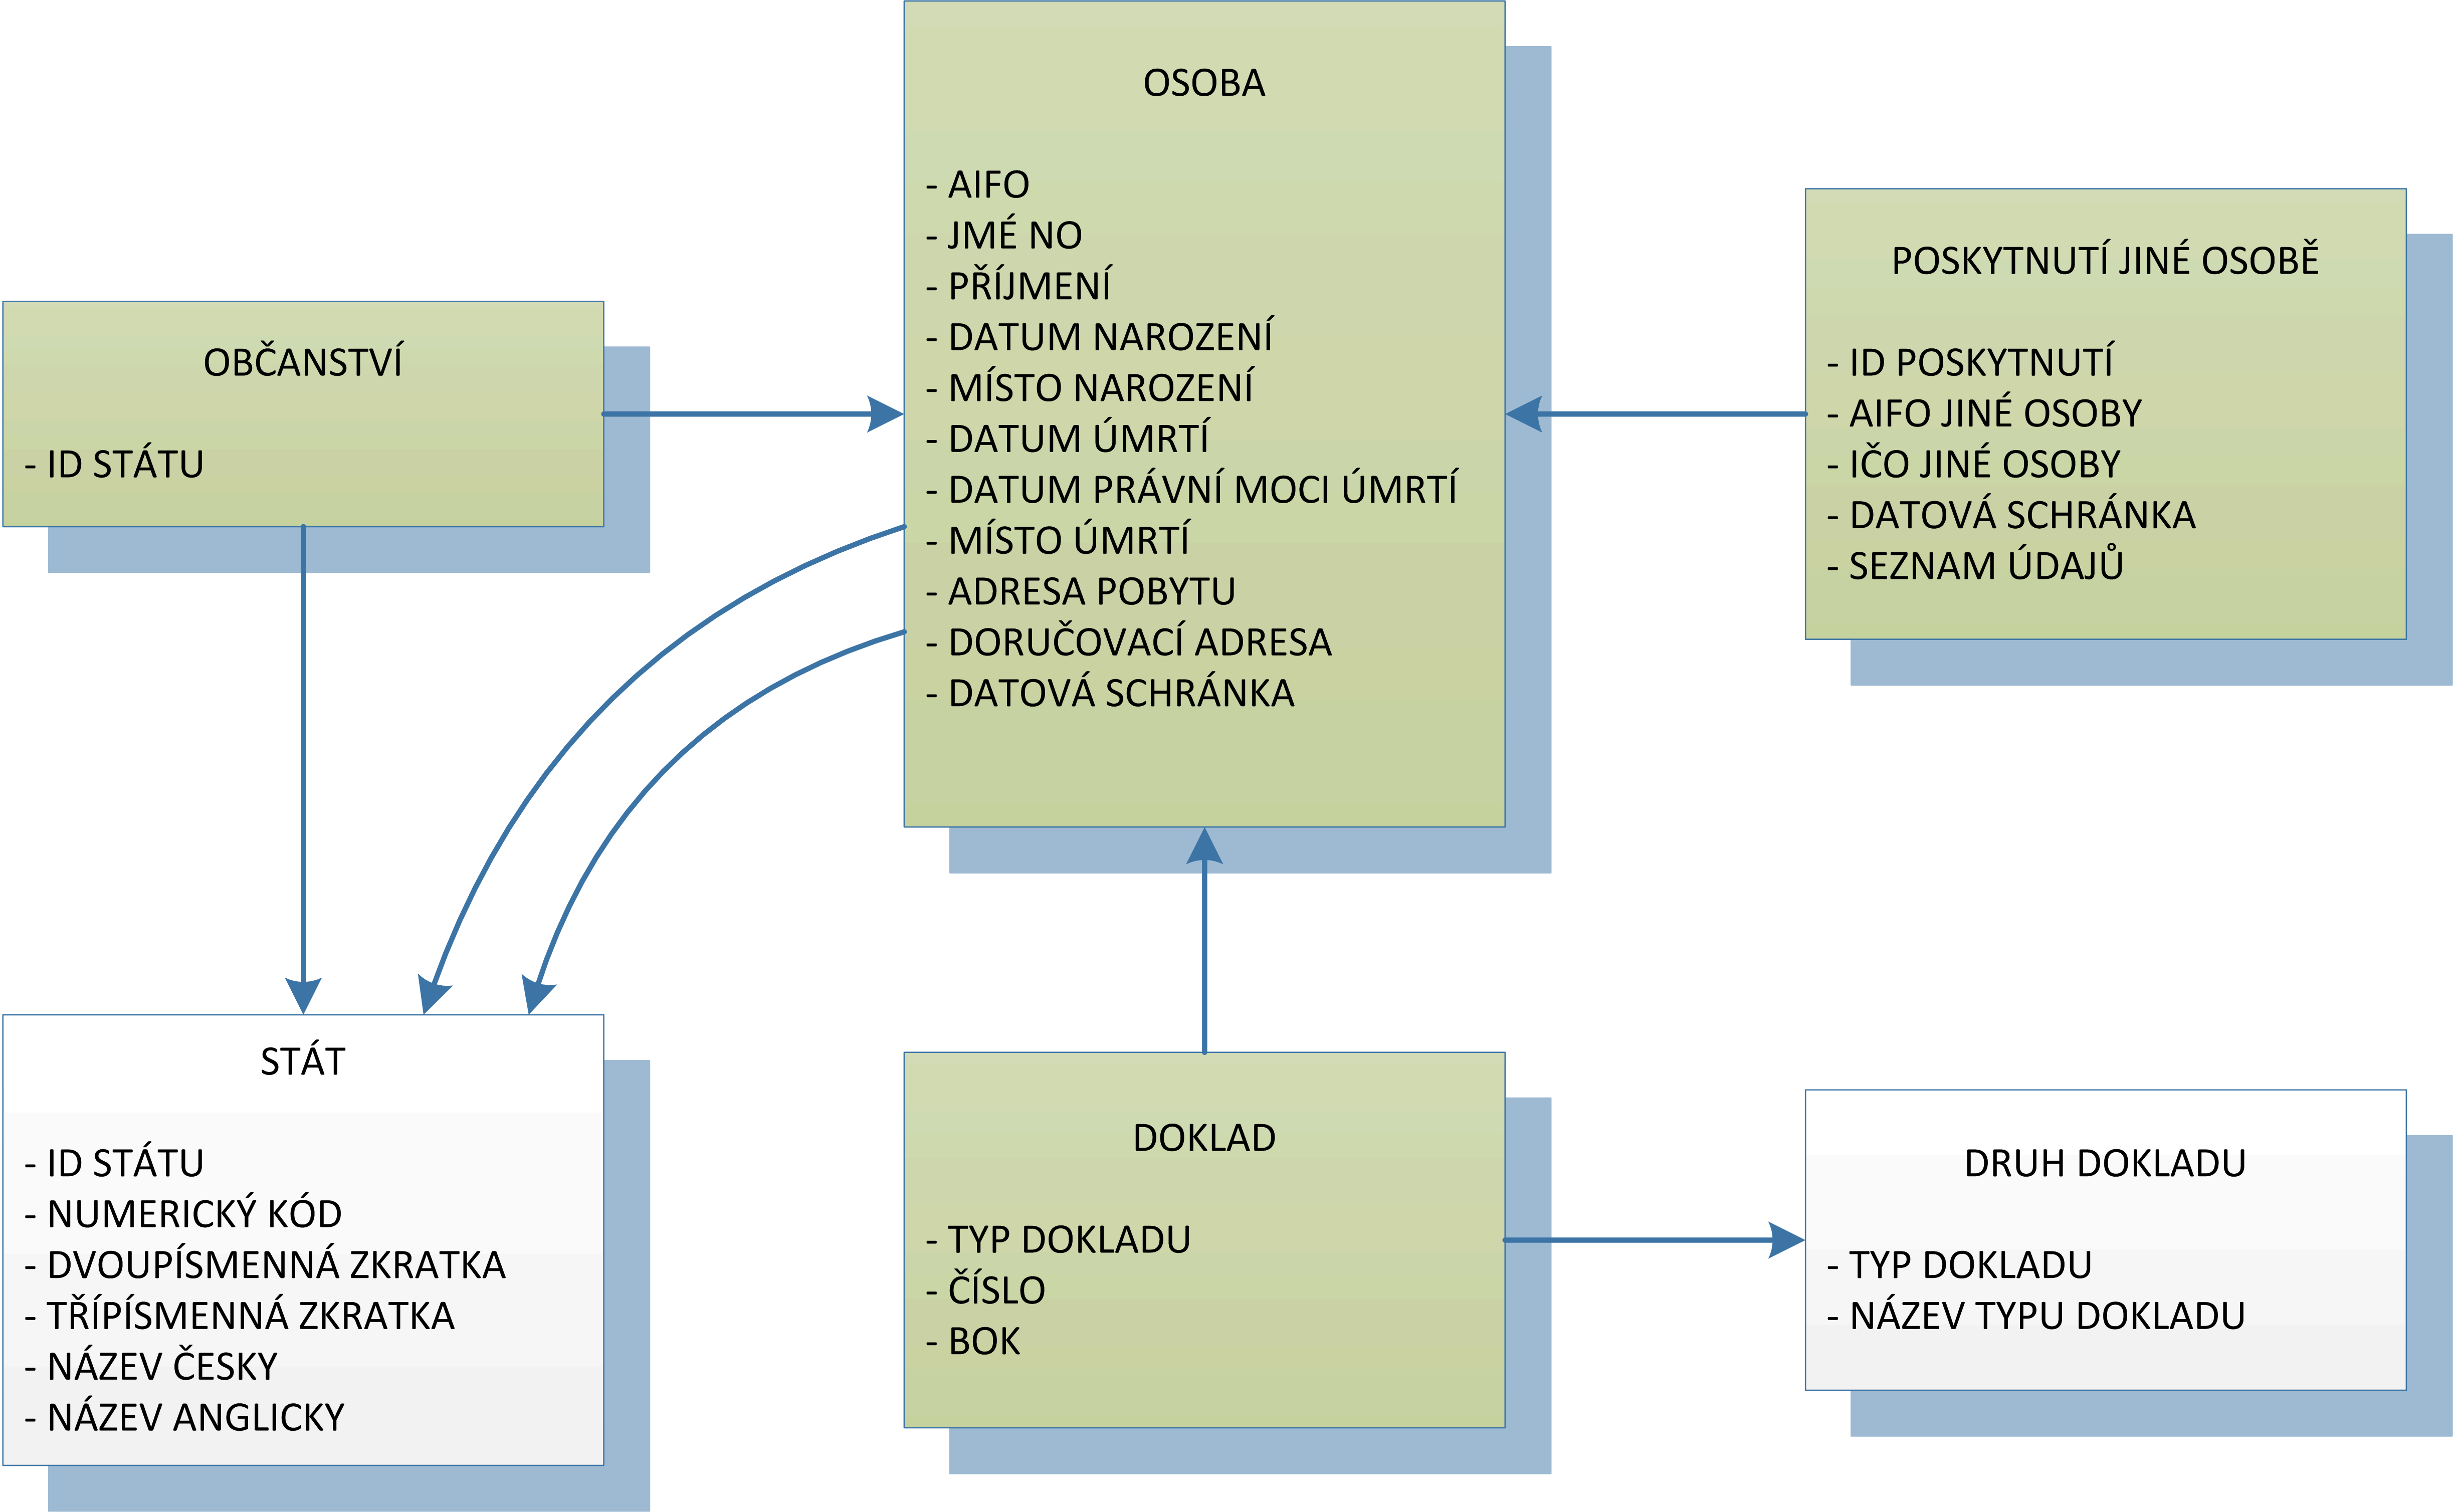 OSOBA
- AIFO
- JMÉ NO
- PŘÍJMENÍ
- DATUM NAROZENÍ
- MÍSTO NAROZENÍ
- DATUM ÚMRTÍ
- DATUM PRÁVNÍ MOCI ÚMRTÍ
- MÍSTO ÚMRTÍ
- ADRESA POBYTU
- DORUČOVACÍ ADRESA
- DATOVÁ SCHRÁNKA
OBČANSTVÍ
- ID STÁTU
POSKYTNUTÍ JINÉ OSOBĚ
- ID POSKYTNUTÍ
- AIFO JINÉ OSOBY
- IČO JINÉ OSOBY
- DATOVÁ SCHRÁNKA
- SEZNAM ÚDAJŮ
STÁT
- ID STÁTU
- NUMERICKÝ KÓD
- DVOUPÍSMENNÁ ZKRATKA
- TŘÍPÍSMENNÁ ZKRATKA
- NÁZEV ČESKY
- NÁZEV ANGLICKY
DOKLAD
- TYP DOKLADU
- ČÍSLO
- BOK
DRUH DOKLADU
- TYP DOKLADU
- NÁZEV TYPU DOKLADU